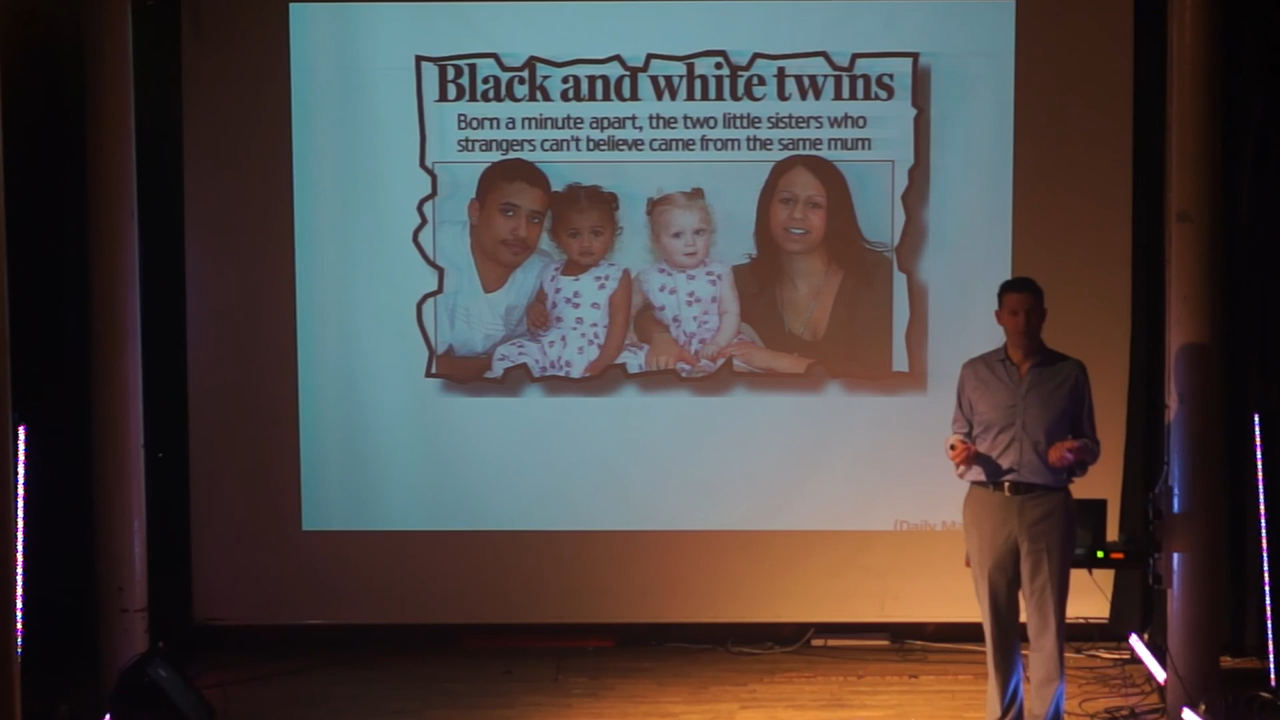 Black and white twins
Born a minute apart, the two little sisters who
strangers can't believe came from the same mum
(Daily